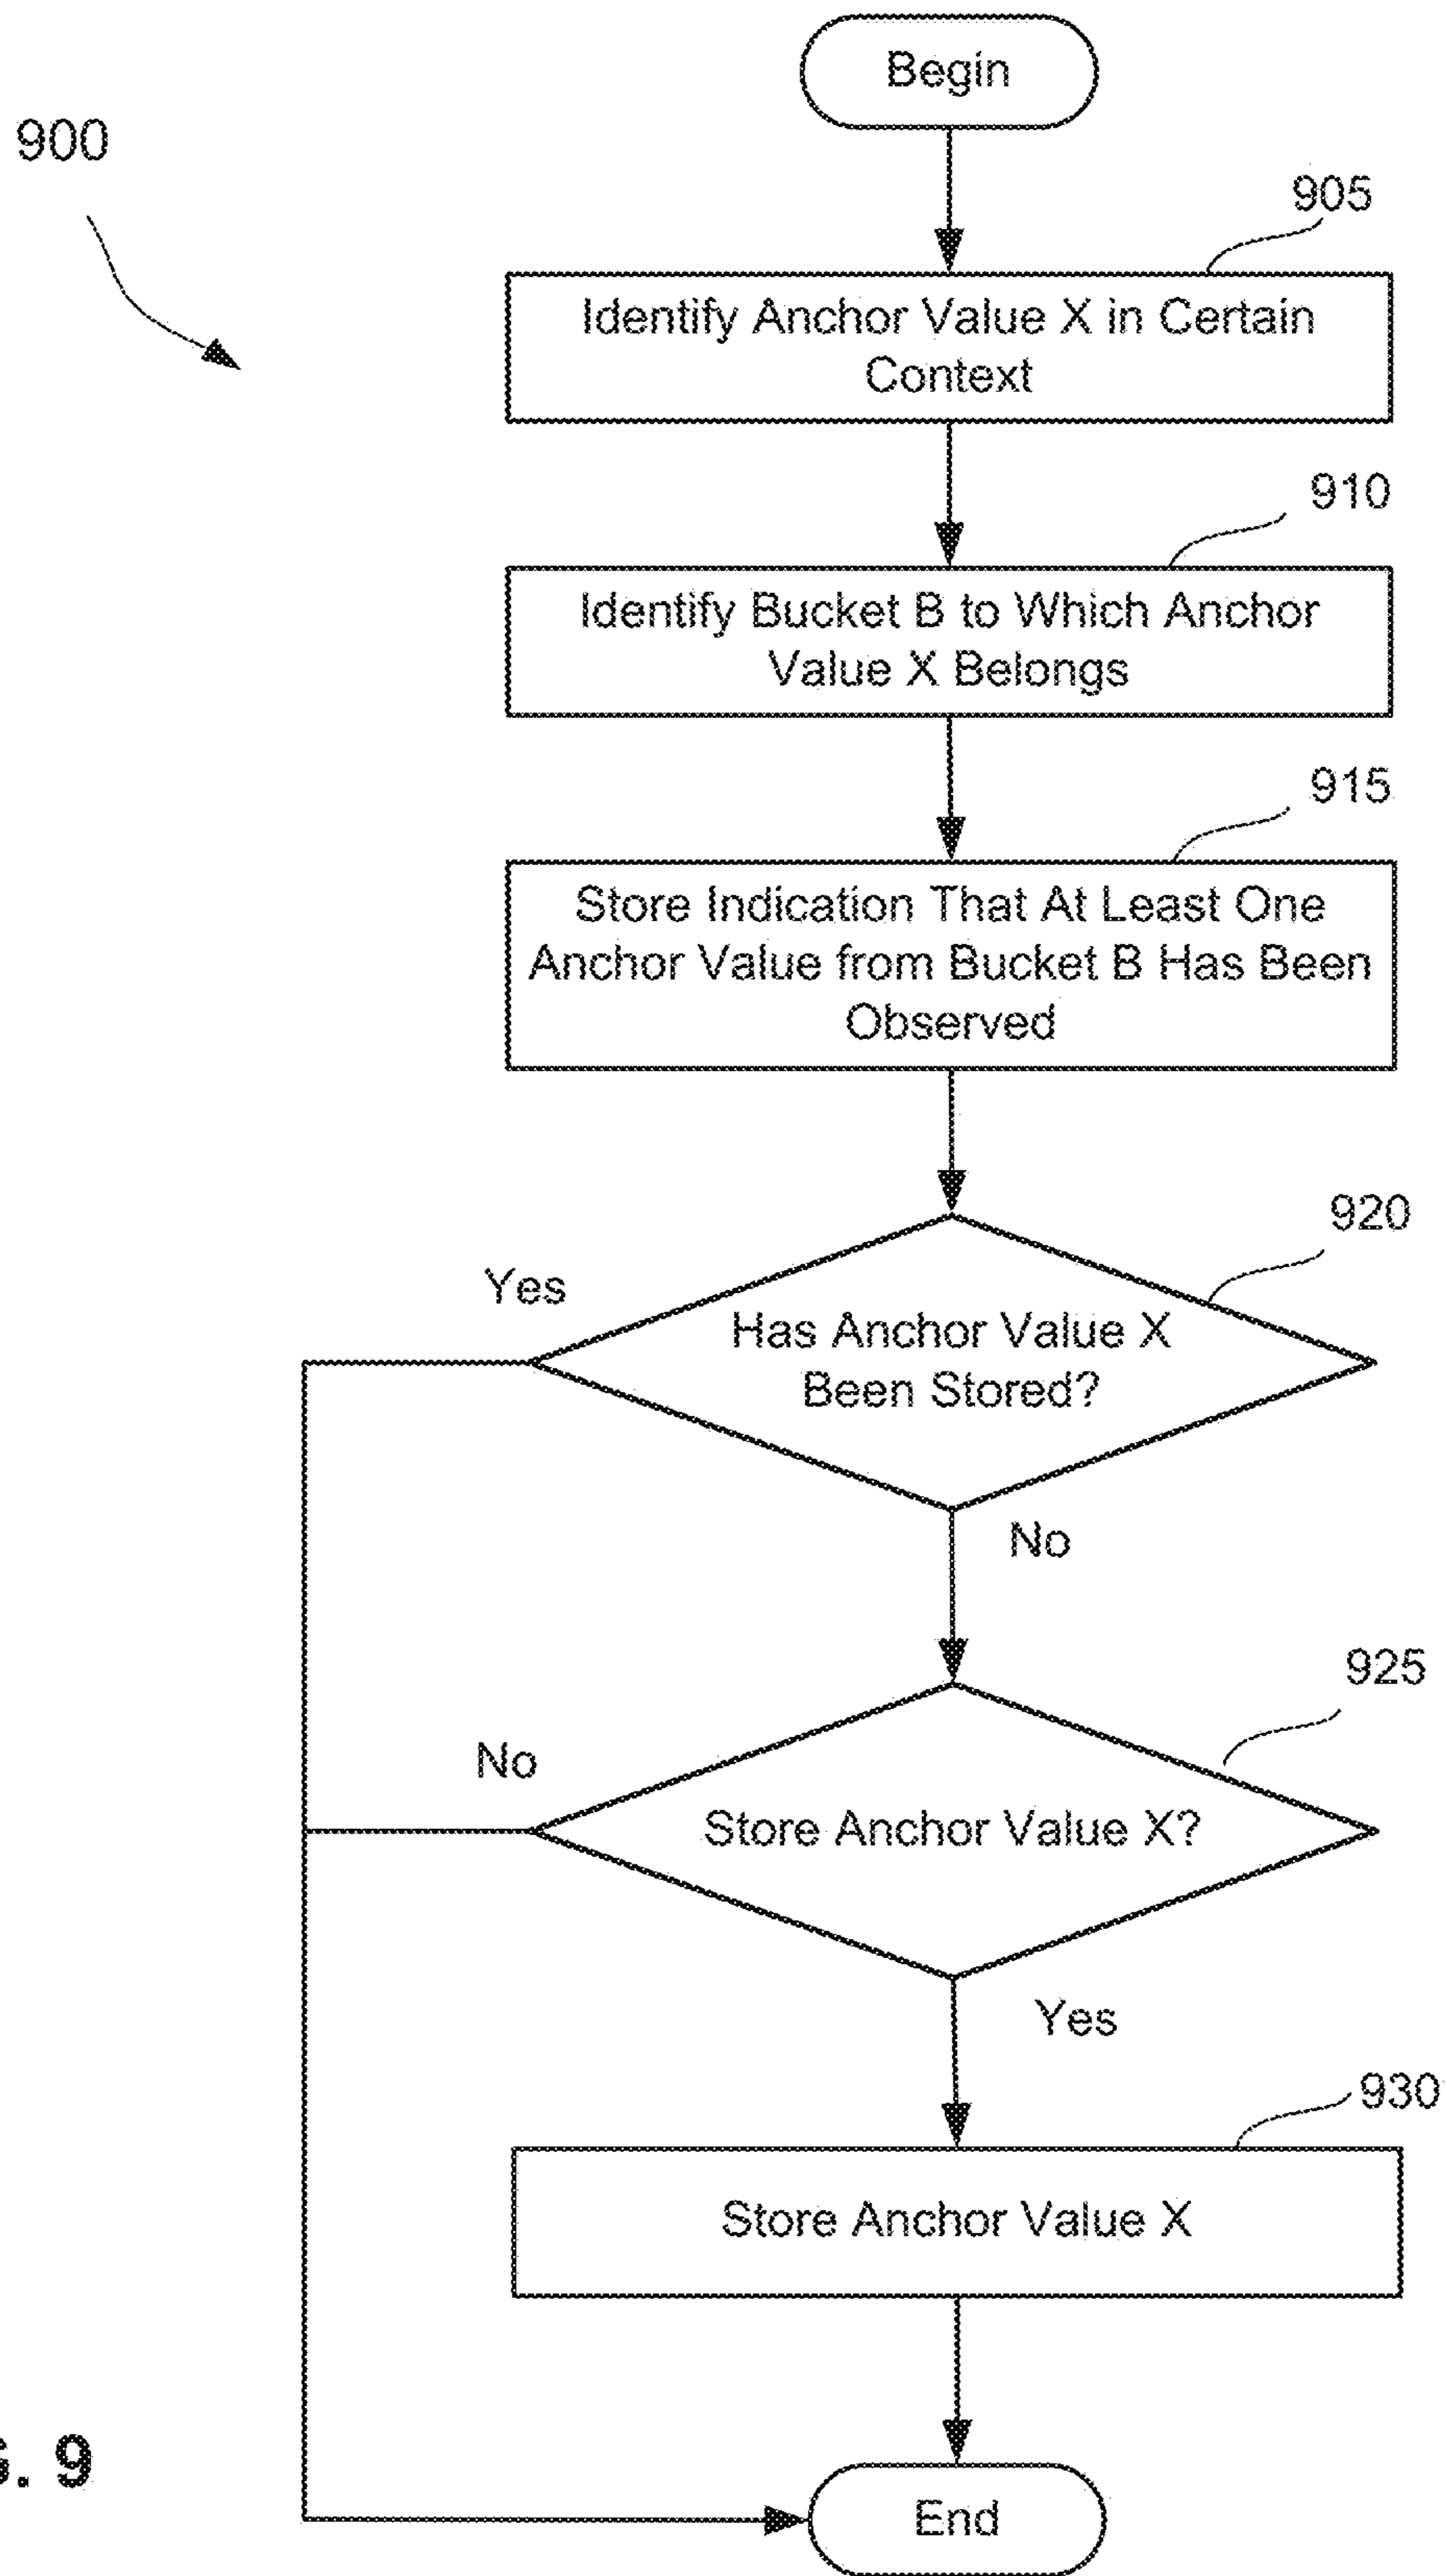 Begin
900
905
Identify Anchor Value X in Certain
Context
910
Identify Bucket B to Which Anchor
Value X Belongs
915
Store Indication That At Least One
Anchor Value from Bucket B Has Been
Observed
920
Yes
Has Anchor Value X
Been Stored?
No
925
No
Store Anchor Value X?
Yes
930
Store Anchor Value X
. 9
End